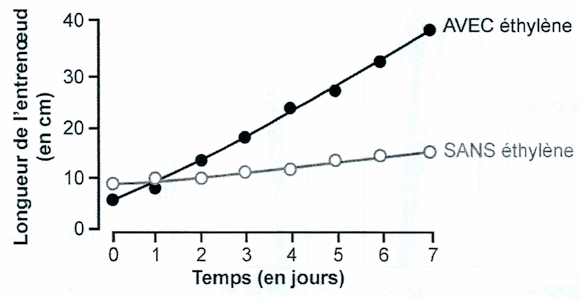 Longueur de l'entrenœud
(en cm)
40
30
20
10
0
AVEC éthylène
SANS éthylène
0 1 2 3 4 5 6 7
Temps (en jours)